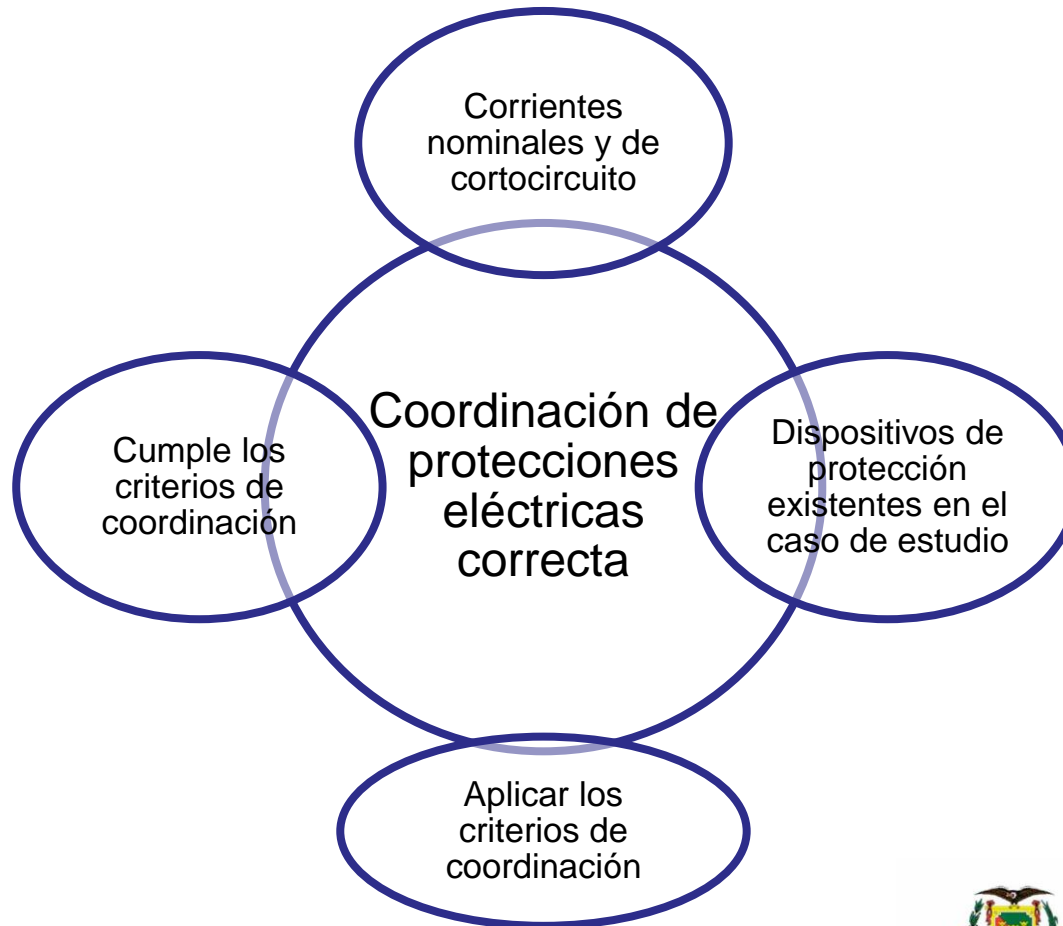 Corrientes
nominales y de
cortocircuito
Coordinación de
protecciones
eléctricas
correcta
Dispositivos de
protección
existentes en el
caso de estudio
Aplicar los
criterios de
coordinación
Cumple los
criterios de
coordinación